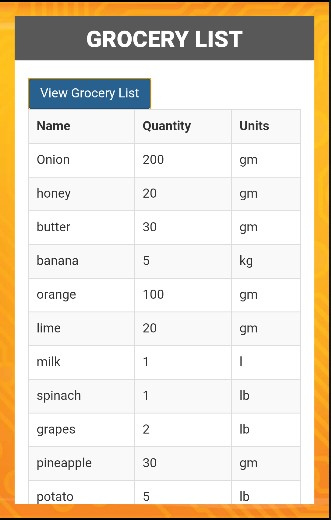 GROCERY LIST
View Grocery List
Name Quantity Units
Onion 200 gm
honey 20 gm
butter 30 gm
banana 5 kg
orange 100 gm
lime 20 gm
milk 1 l
spinach 1 lb
grapes 2 lb
pineapple 30 gm
potato 5 lb